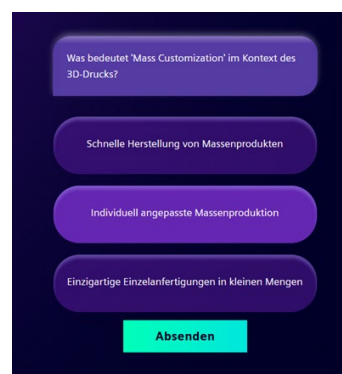 Was bedeutet 'Mass Customization' im Kontext des
3D-Drucks?
Schnelle Herstellung von Massenprodukten
Individuell angepasste Massenproduktion
Einzigartige Einzelanfertigungen in kleinen Mengen
Absenden